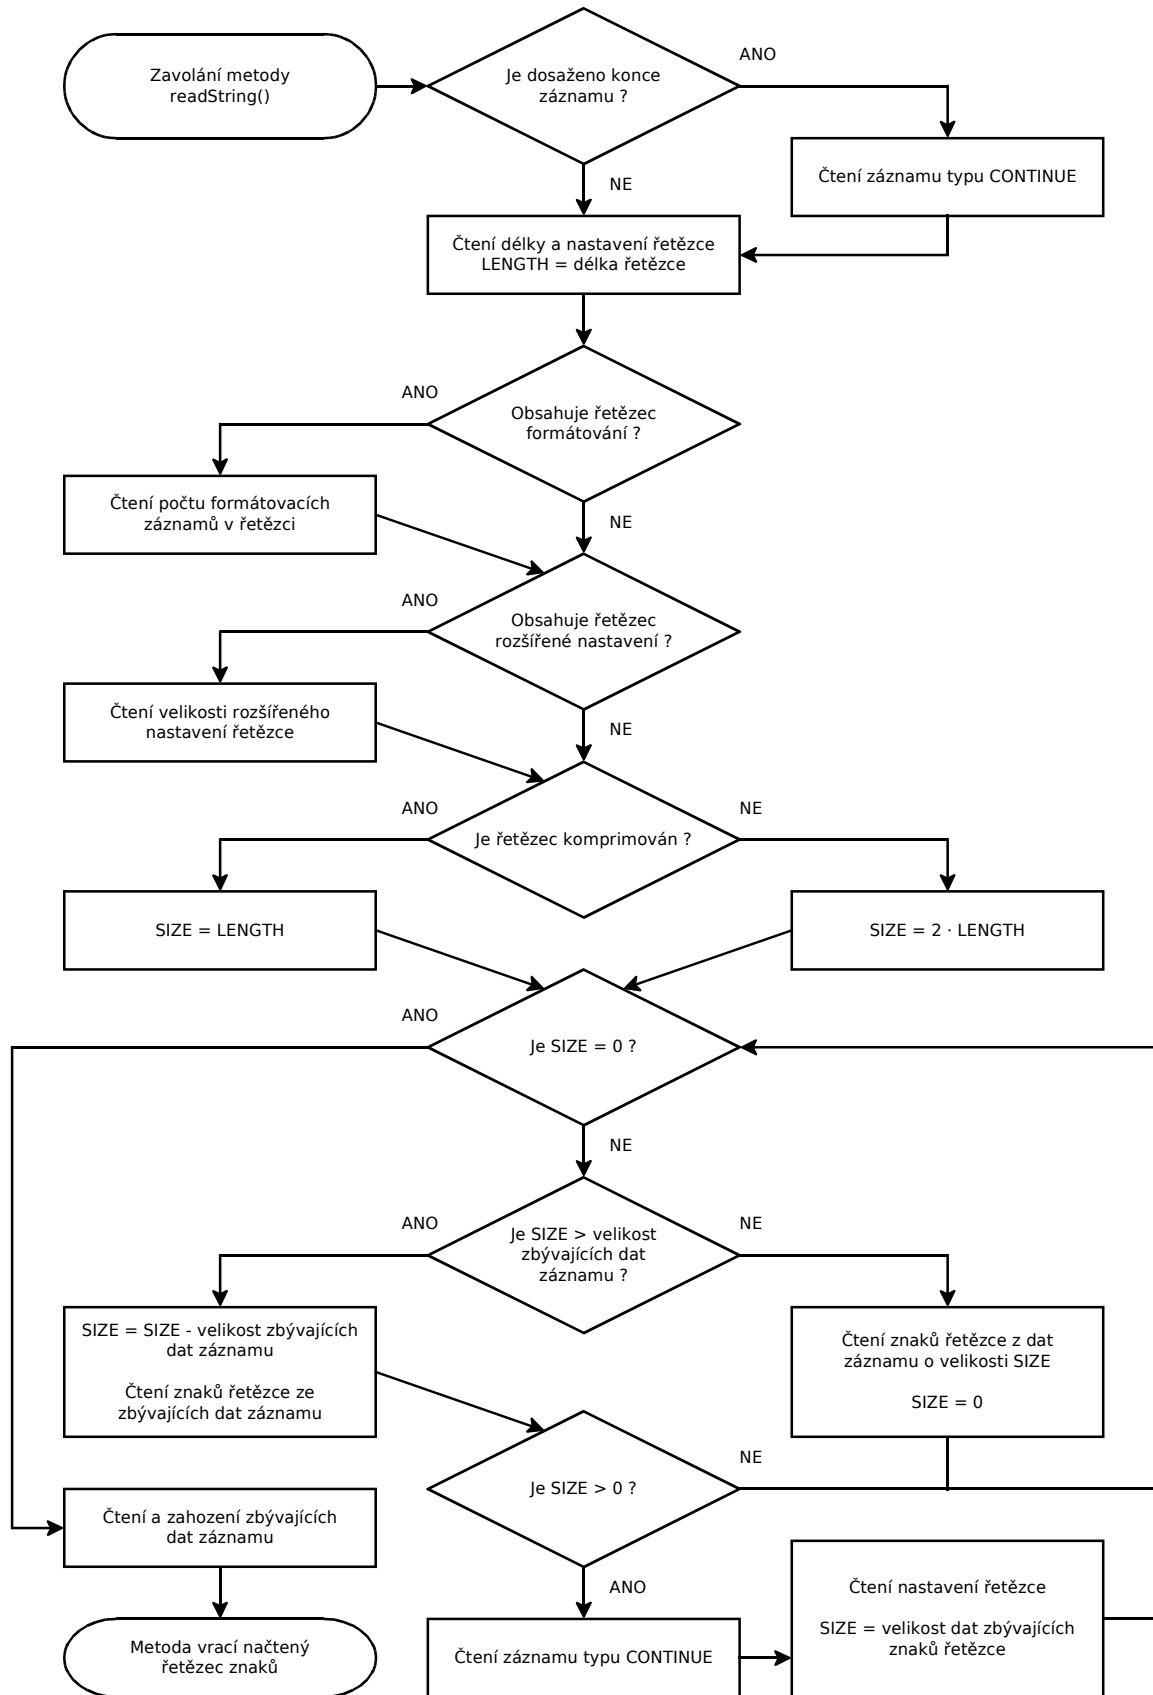 Zavolání metody
readString()
Je dosaženo konce
záznamu ?
ANO
Čtení záznamu typu CONTINUE
NE
Čtení délky a nastavení řetězce
LENGTH = délka řetězce
ANO
Obsahuje řetězec
formátování ?
Čtení počtu formátovacích
záznamů v řetězci
NE
ANO
Obsahuje řetězec
rozšířené nastavení ?
Čtení velikosti rozšířeného
nastavení řetězce
NE
ANO
NE
Je řetězec komprimován ?
SIZE = LENGTH
SIZE = 2 · LENGTH
ANO
Je SIZE = 0 ?
NE
ANO
NE
Je SIZE > velikost
zbývajících dat
záznamu ?
SIZE = SIZE - velikost zbývajících
dat záznamu
Čtení znaků řetězce ze
zbývajících dat záznamu
Čtení znaků řetězce z dat
záznamu o velikosti SIZE
SIZE = 0
NE
Je SIZE > 0 ?
Čtení a zahození zbývajících
dat záznamu
ANO
Čtení nastavení řetězce
SIZE = velikost dat zbývajících
znaků řetězce
Metoda vrací načtený
řetězec znaků
Čtení záznamu typu CONTINUE